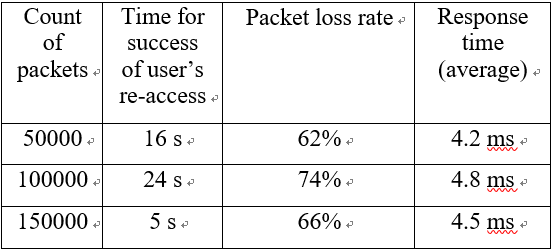 Count of packets
Time for success of user's re-access
Packet loss rate
Response time (average)
50000
16 s
62%
4.2 ms
100000
24 s
74%
4.8 ms
150000
5 s
66%
4.5 ms